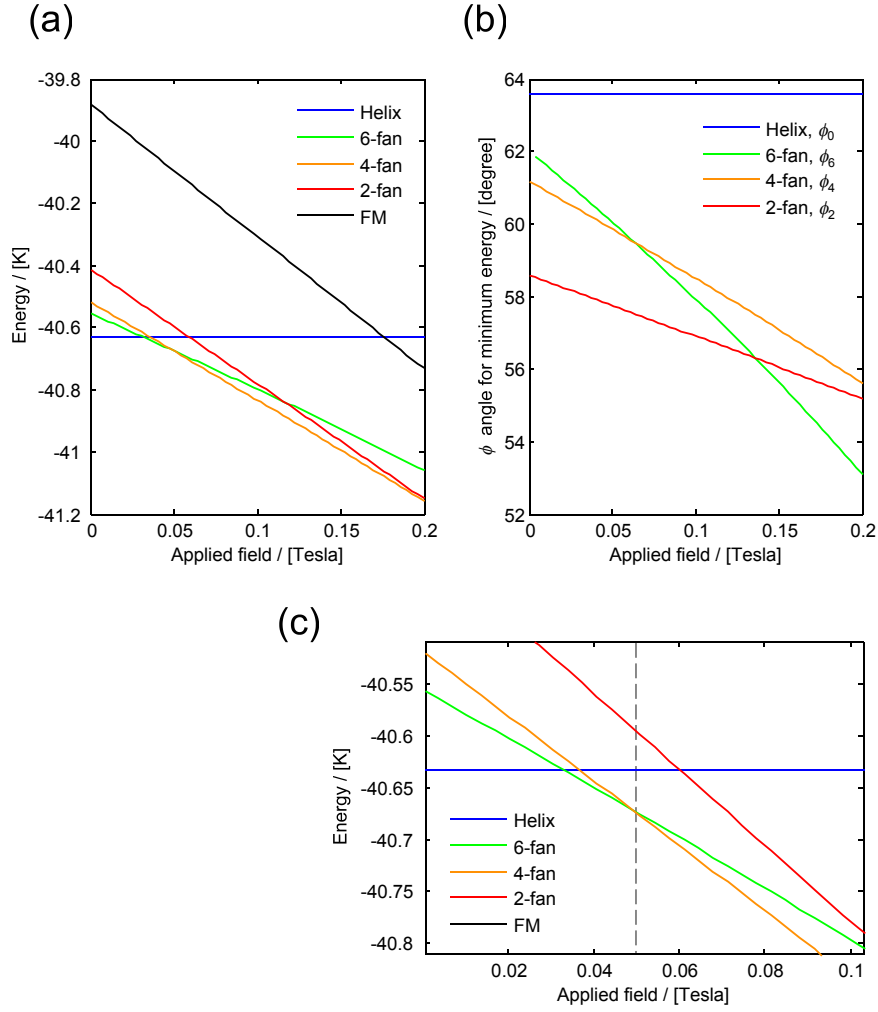 (a)
-39.8
-40
-40.2
-40.4
-40.6
-40.8
-41
-41.2
Energy / [K]
0
0.05
0.1
0.15
0.2
Applied field / [Tesla]
Helix
6-fan
4-fan
2-fan
FM
(b)
64
62
60
58
56
54
52
ϕ angle for minimum energy / [degree]
0
0.05
0.1
0.15
0.2
Applied field / [Tesla]
Helix, ϕ0
6-fan, ϕ6
4-fan, ϕ4
2-fan, ϕ2
(c)
-40.55
-40.6
-40.65
-40.7
-40.75
-40.8
Energy / [K]
Helix
6-fan
4-fan
2-fan
FM
0.02
0.04
0.06
0.08
0.1
Applied field / [Tesla]